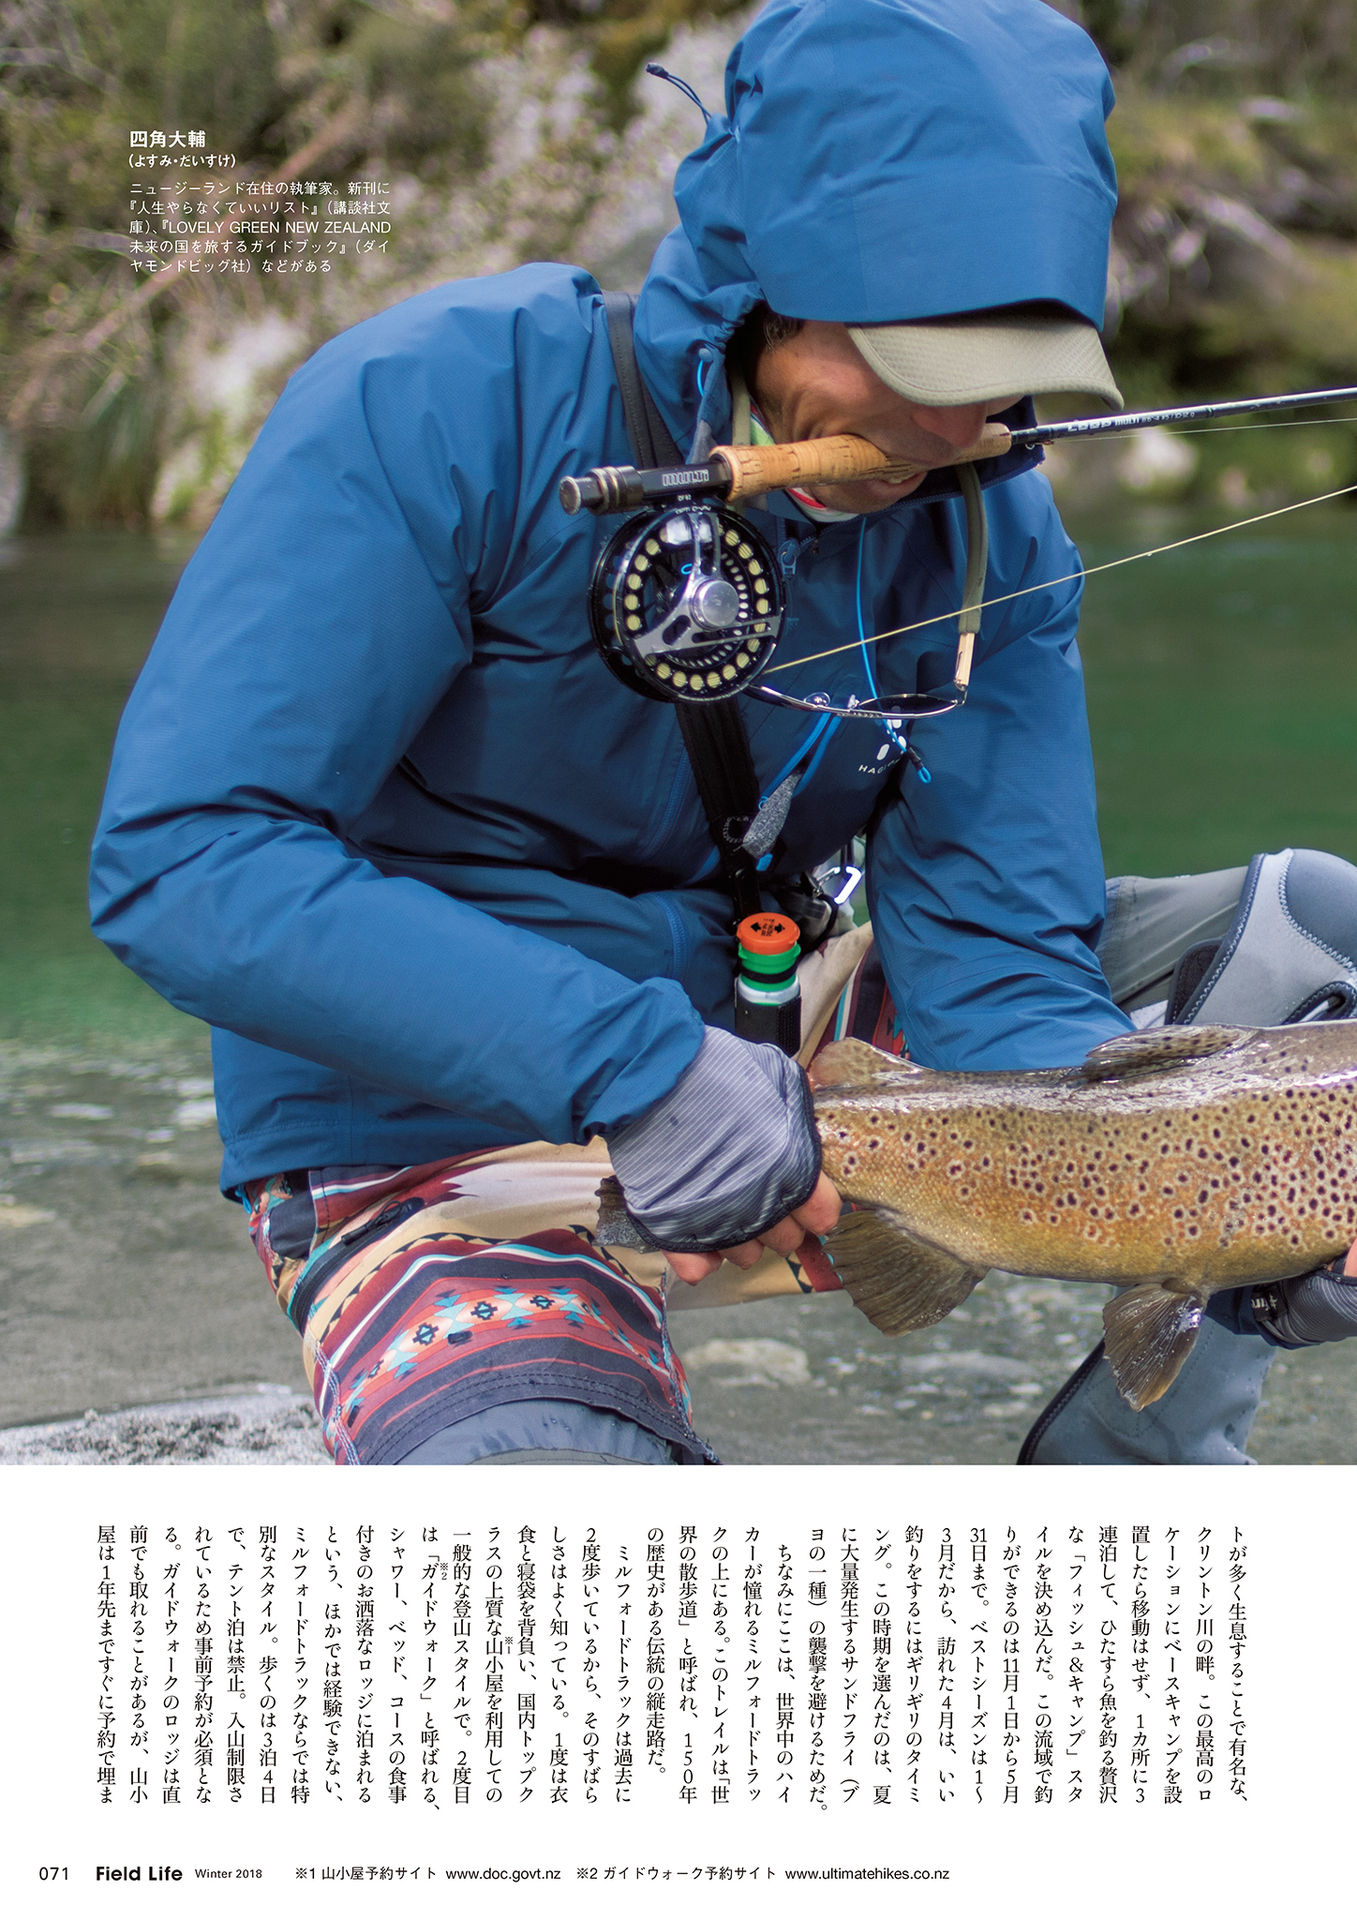 四角大輔
(よすみ・だいすけ)
ニュージーランド在住の執筆家。新刊に
『人生やらなくていいリスト』（講談社文
庫）、『LOVELY GREEN NEW ZEALAND
未来の国を旅するガイドブック』（ダイ
ヤモンドビッグ社）などがある
LOOP MULTI
トが多く生息することで有名な、
クリントン川の畔。この最高のロ
ケーションにベースキャンプを設
置したら移動はせず、1カ所に3
連泊して、ひたすら魚を釣る贅沢
な「フィッシュ&キャンプ」スタ
イルを決め込んだ。この流域で釣
りができるのは11月1日から5月
31日まで。ベストシーズンは1〜
3月だから、訪れた4月は、いい
釣りをするにはギリギリのタイミ
ング。この時期を選んだのは、夏
に大量発生するサンドフライ（ブ
ヨの一種）の襲撃を避けるためだ。
ちなみにここは、世界中のハイ
カーが憧れるミルフォードトラッ
クの上にある。このトレイルは「世
界の散歩道」と呼ばれ、150年
の歴史がある伝統の縦走路だ。
ミルフォードトラックは過去に
2度歩いているから、そのすばら
しさはよく知っている。1度は衣
食と寝袋を背負い、国内トップク
ラスの上質な山小屋※1を利用しての
一般的な登山スタイルで。2度目
は「ガイドウォーク※2」と呼ばれる、
シャワー、ベッド、コースの食事
付きのお洒落なロッジに泊まれる
という、ほかでは経験できない、
ミルフォードトラックならでは特
別なスタイル。歩くのは3泊4日
で、テント泊は禁止。入山制限さ
れているため事前予約が必須とな
る。ガイドウォークのロッジは直
前でも取れることがあるが、山小
屋は1年先まですぐに予約で埋ま
071 Field Life Winter 2018 ※1 山小屋予約サイト www.doc.govt.nz ※2 ガイドウォーク予約サイト www.ultimatehikes.co.nz